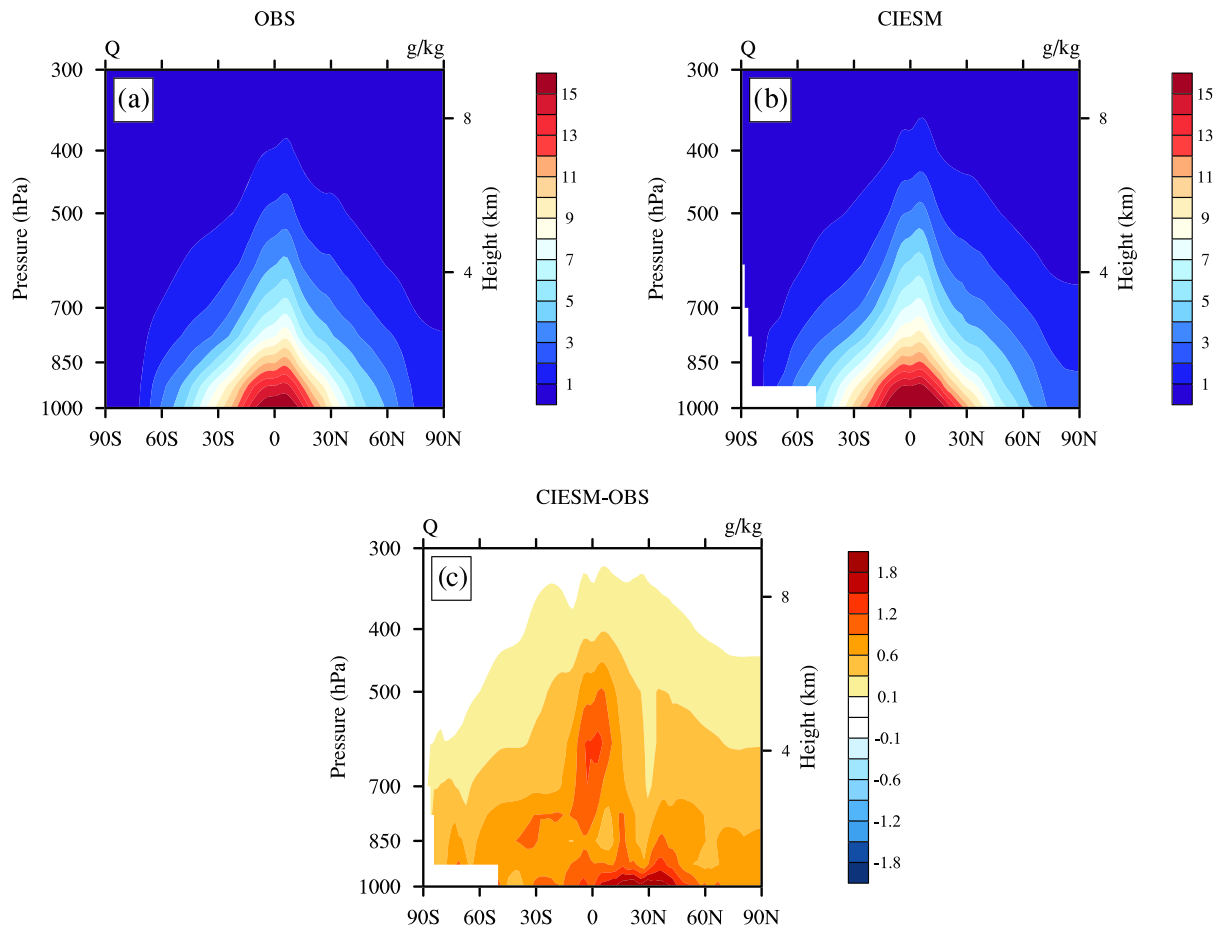 OBS
Q g/kg
(a)
300
400
500
700
850
1000
Pressure (hPa)
8
4
Height (km)
90S 60S 30S 0 30N 60N 90N
15
13
11
9
7
5
3
1
CIESM
Q g/kg
(b)
300
400
500
700
850
1000
Pressure (hPa)
8
4
Height (km)
90S 60S 30S 0 30N 60N 90N
15
13
11
9
7
5
3
1
CIESM-OBS
Q g/kg
(c)
300
400
500
700
850
1000
Pressure (hPa)
8
4
Height (km)
90S 60S 30S 0 30N 60N 90N
1.8
1.2
0.6
0.1
-0.1
-0.6
-1.2
-1.8